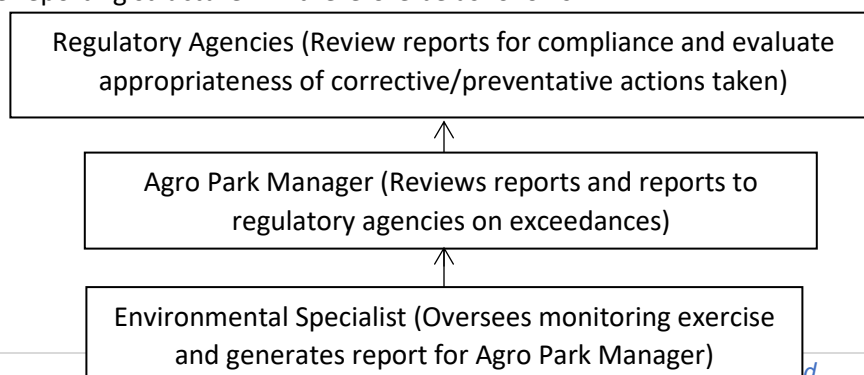 Regulatory Agencies (Review reports for compliance and evaluate
appropriateness of corrective/preventative actions taken)
Agro Park Manager (Reviews reports and reports to
regulatory agencies on exceedances)
Environmental Specialist (Oversees monitoring exercise
and generates report for Agro Park Manager)